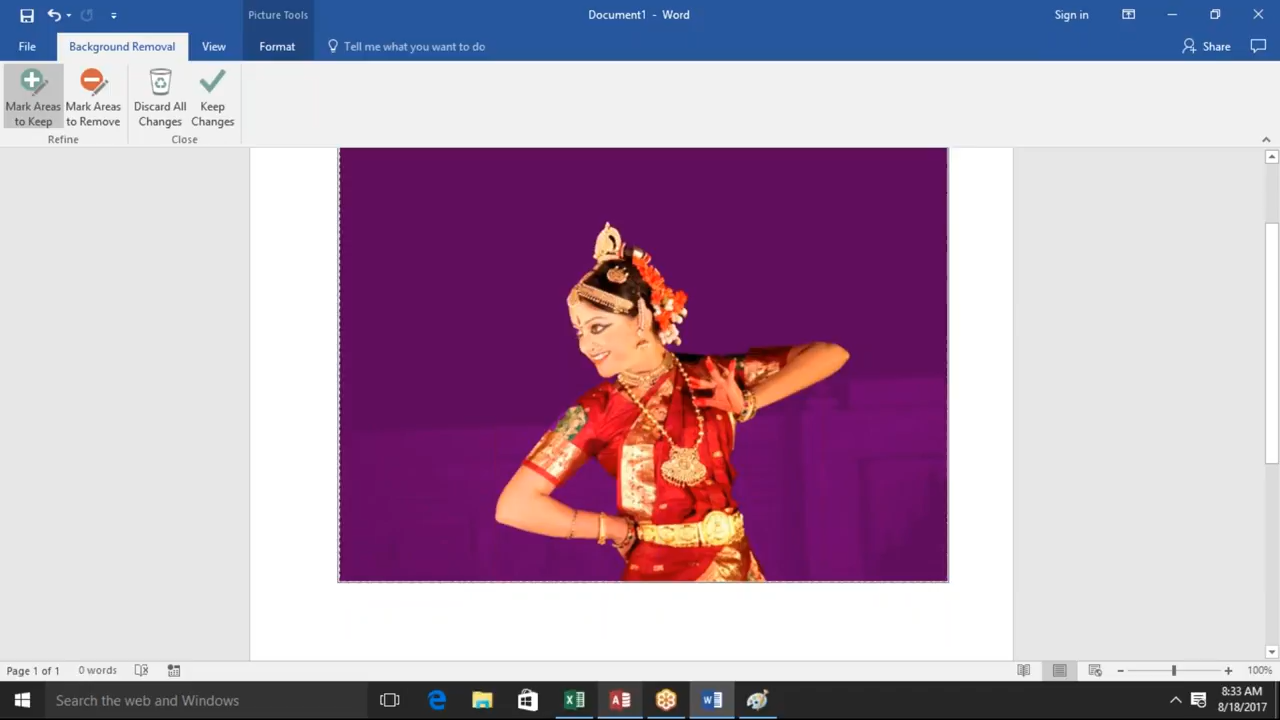 Picture Tools
Document1 - Word
Sign in
File
Background Removal
View
Format
Tell me what you want to do
Share
Mark Areas to Keep
Mark Areas to Remove
Discard All Changes
Keep Changes
Refine
Close
Page 1 of 1
0 words
100%
Search the web and Windows
8:33 AM
8/18/2017